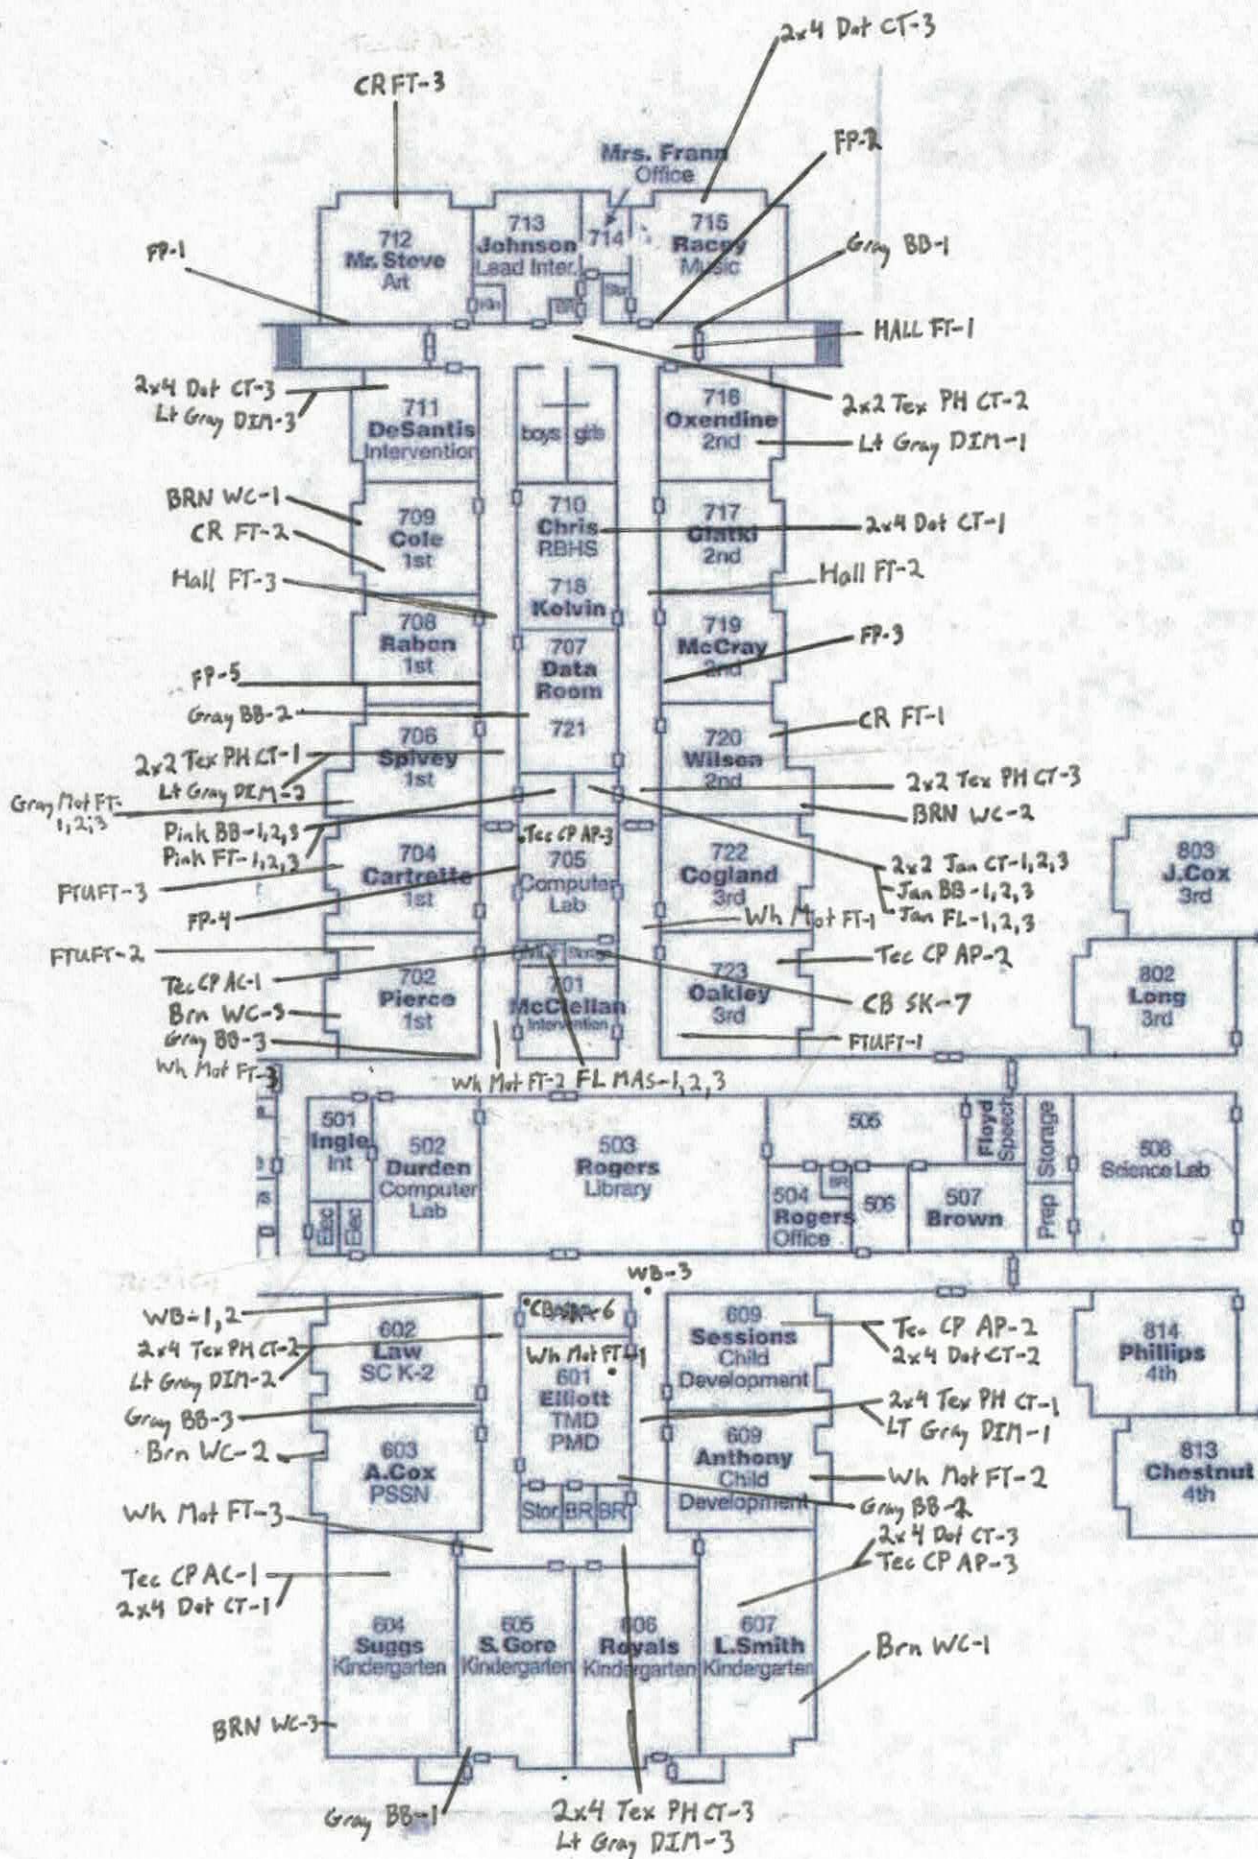 2x4 Dot CT-3
CR FT-3
FP-2
Mrs. Frann
Office
712
Mr. Steve
Art
713
Johnson
Lead Inter.
714
715
Racey
Music
Stor
BR
FP-1
Gray BB-1
HALL FT-1
2x4 Dot CT-3
Lt Gray DIM-3
711
DeSantis
Intervention
boys
girls
716
Oxendine
2nd
2x2 Tex PH CT-2
Lt Gray DIM-1
BRN WC-1
CR FT-2
709
Cole
1st
710
Chris
RBHS
717
Glatki
2nd
2x4 Dot CT-1
Hall FT-3
718
Kelvin
Hall FT-2
708
Rabon
1st
707
Data
Room
719
McCray
2nd
FP-3
FP-5
Gray BB-2
721
CR FT-1
706
Spivey
1st
720
Wilson
2nd
2x2 Tex PH CT-1
Lt Gray DIM-2
2x2 Tex PH CT-3
Gray Mot FT-
1,2,3
BRN WC-2
Pink BB-1,2,3
Pink FT-1,2,3
Tec CP AP-3
704
Cartrette
1st
705
Computer
Lab
722
Cogland
3rd
2x2 Jan CT-1,2,3
Jan BB-1,2,3
Jan FL-1,2,3
803
J.Cox
3rd
FTUFT-3
FP-4
Wh Mot FT-1
FTUFT-2
Tec CP AP-2
Tec CP AC-1
702
Pierce
1st
701
McClellan
Intervention
723
Oakley
3rd
CB SK-7
802
Long
3rd
Brn WC-3
Gray BB-3
Wh Mot FT-3
FTUFT-1
Wh Mot FT-2
FL MAS-1,2,3
501
Ingle
Int
Elec
Elec
502
Durden
Computer
Lab
503
Rogers
Library
505
Floyd
Speech
Storage
508
Science Lab
504
Rogers
Office
BR
506
507
Brown
Prep
WB-3
WB-1,2
2x4 Tex PH CT-2
Lt Gray DIM-2
602
Law
SC K-2
Wh Mot FT-1
601
Elliott
TMD
PMD
609
Sessions
Child
Development
Tec CP AP-2
2x4 Dot CT-2
814
Phillips
4th
Gray BB-3
Brn WC-2
603
A.Cox
PSSN
609
Anthony
Child
Development
2x4 Tex PH CT-1
LT Gray DIM-1
Wh Mot FT-2
Gray BB-2
813
Chestnut
4th
Wh Mot FT-3
Stor
BR
BR
2x4 Dot CT-3
Tec CP AP-3
Tec CP AC-1
2x4 Dot CT-1
604
Suggs
Kindergarten
605
S.Gore
Kindergarten
606
Royals
Kindergarten
607
L.Smith
Kindergarten
Brn WC-1
BRN WC-3
Gray BB-1
2x4 Tex PH CT-3
Lt Gray DIM-3